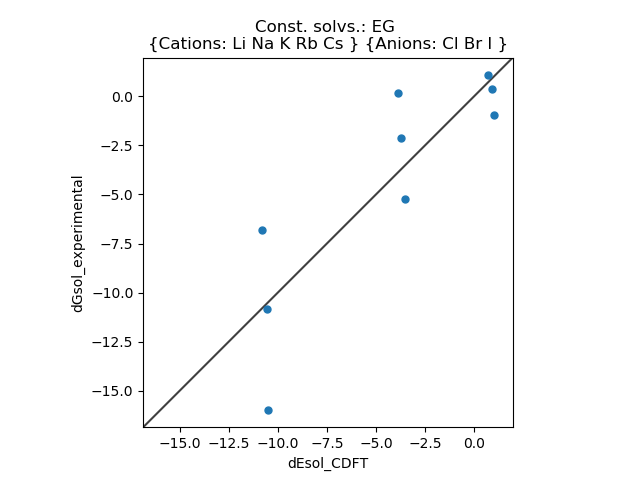 Const. solvs.: EG
{Cations: Li Na K Rb Cs } {Anions: Cl Br I }
0.0
−2.5
−5.0
−7.5
−10.0
−12.5
−15.0
dGsol_experimental
−15.0 −12.5 −10.0 −7.5 −5.0 −2.5 0.0
dEsol_CDFT